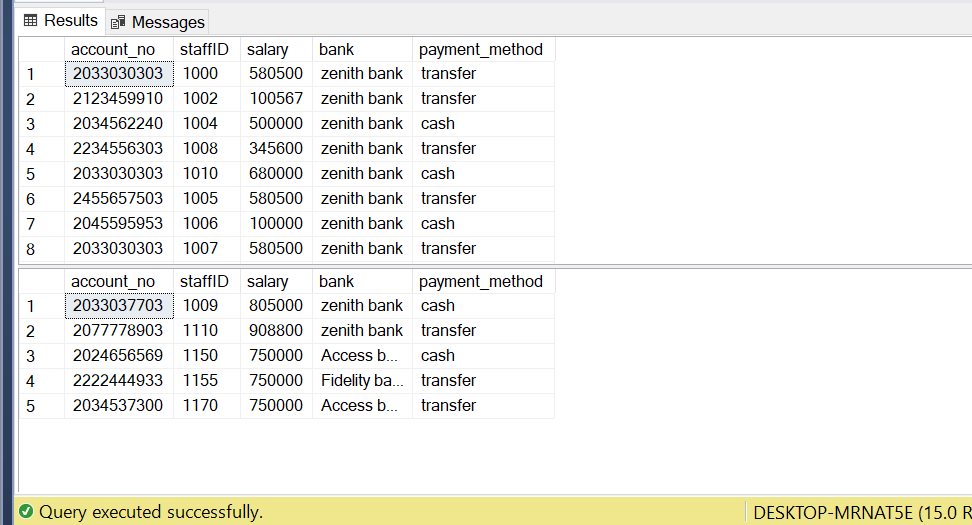 Results Messages
account_no staffID salary bank payment_method
1 2033030303 1000 580500 zenith bank transfer
2 2123459910 1002 100567 zenith bank transfer
3 2034562240 1004 500000 zenith bank cash
4 2234556303 1008 345600 zenith bank transfer
5 2033030303 1010 680000 zenith bank cash
6 2455657503 1005 580500 zenith bank transfer
7 2045595953 1006 100000 zenith bank cash
8 2033030303 1007 580500 zenith bank transfer
account_no staffID salary bank payment_method
1 2033037703 1009 805000 zenith bank cash
2 2077778903 1110 908800 zenith bank transfer
3 2024656569 1150 750000 Access b... cash
4 2222444933 1155 750000 Fidelity ba... transfer
5 2034537300 1170 750000 Access b... transfer
Query executed successfully. DESKTOP-MRNAT5E (15.0 R